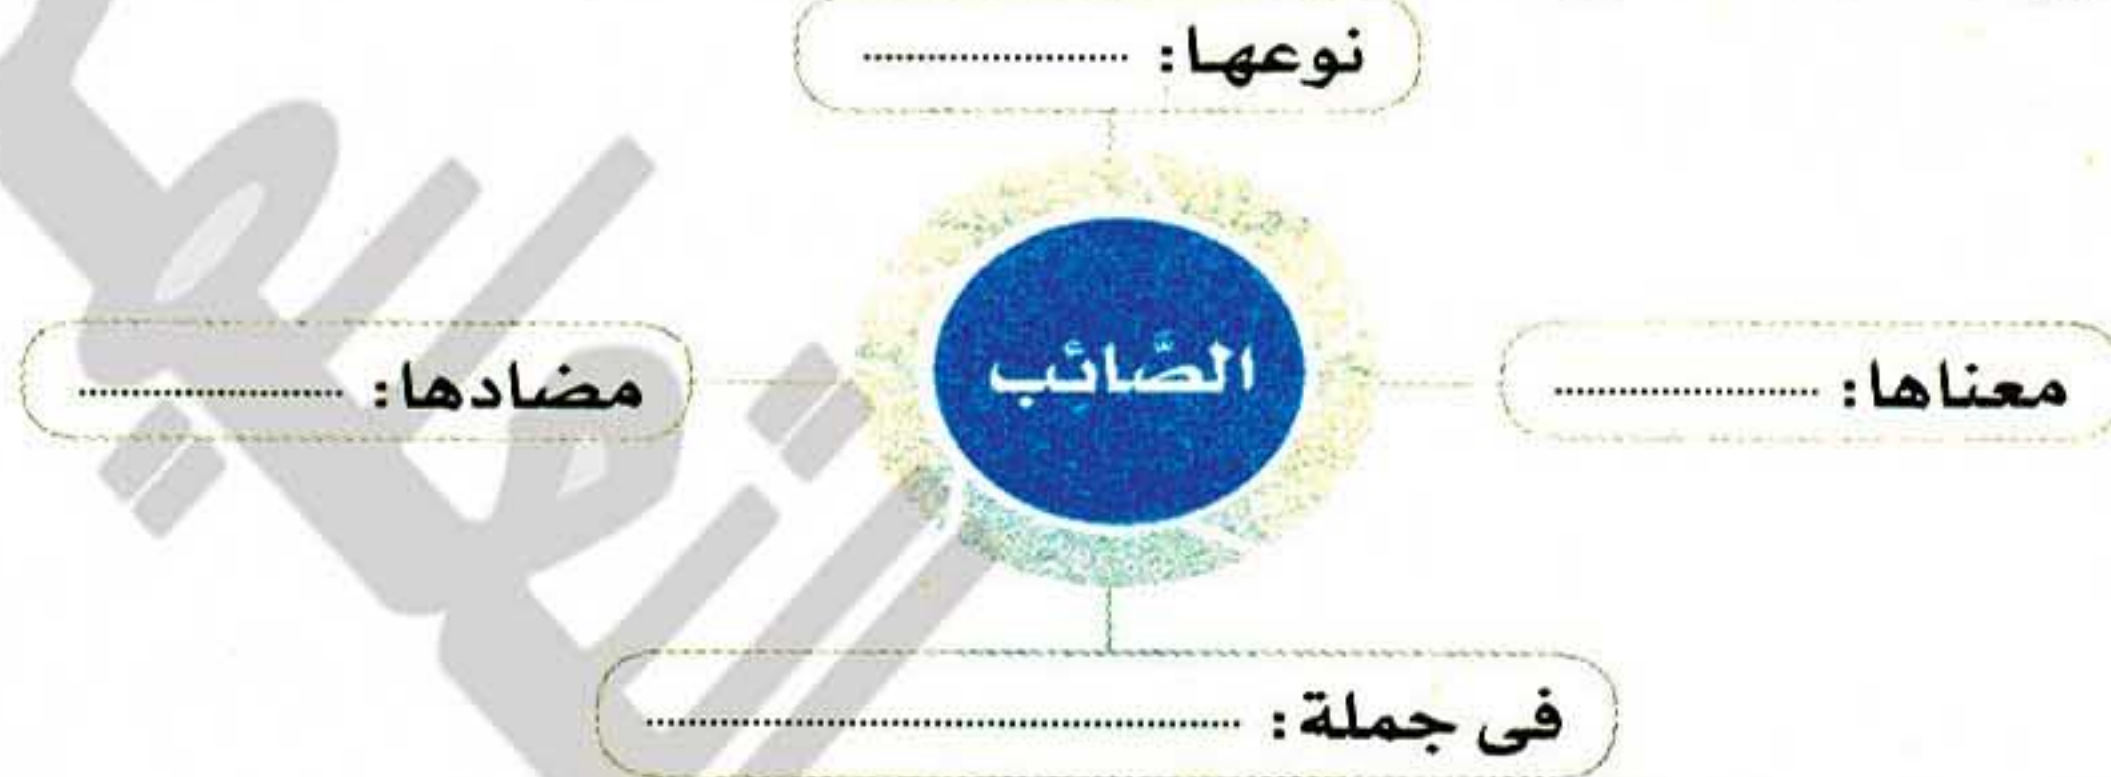 نوعها: ......................
الصَّائِب
معناها: ......................
مضادها: ......................
فى جملة: ..................................................